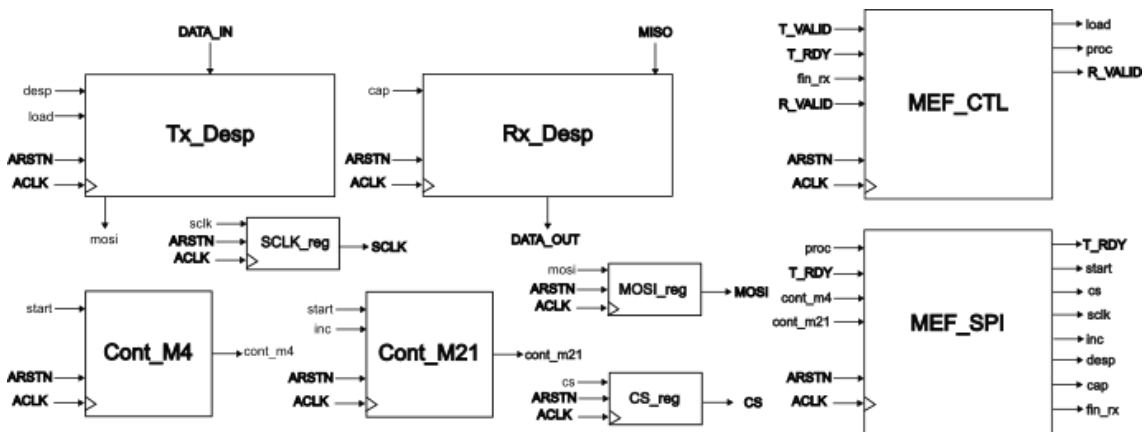 DATA_IN
desp
load
Tx_Desp
ARSTN
ACLK
mosi
MISO
cap
Rx_Desp
ARSTN
ACLK
DATA_OUT
T_VALID
T_RDY
fin_rx
R_VALID
MEF_CTL
ARSTN
ACLK
load
proc
R_VALID
sclk
ARSTN
ACLK
SCLK_reg
SCLK
mosi
ARSTN
ACLK
MOSI_reg
MOSI
start
Cont_M4
cont_m4
ARSTN
ACLK
start
inc
Cont_M21
cont_m21
ARSTN
ACLK
cs
ARSTN
ACLK
CS_reg
CS
proc
T_RDY
cont_m4
cont_m21
MEF_SPI
ARSTN
ACLK
T_RDY
start
cs
sclk
inc
desp
cap
fin_rx